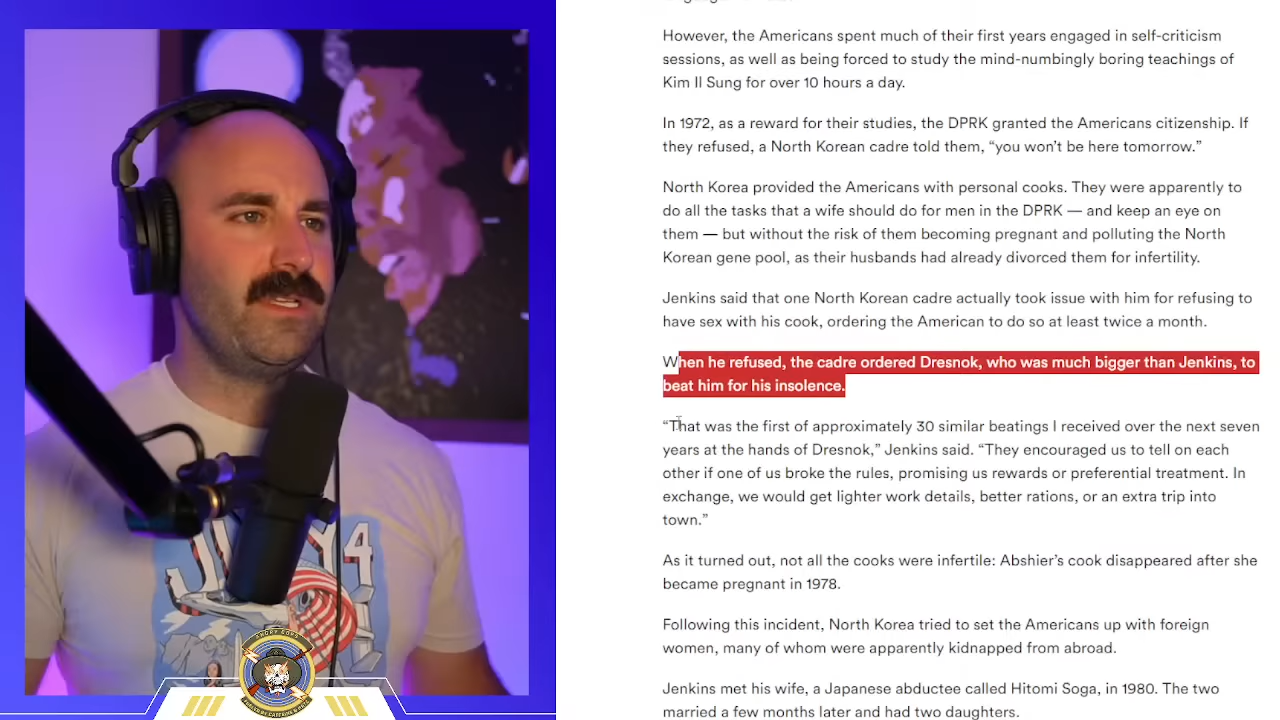 However, the Americans spent much of their first years engaged in self-criticism
sessions, as well as being forced to study the mind-numbingly boring teachings of
Kim Il Sung for over 10 hours a day.
In 1972, as a reward for their studies, the DPRK granted the Americans citizenship. If
they refused, a North Korean cadre told them, “you won’t be here tomorrow.”
North Korea provided the Americans with personal cooks. They were apparently to
do all the tasks that a wife should do for men in the DPRK — and keep an eye on
them — but without the risk of them becoming pregnant and polluting the North
Korean gene pool, as their husbands had already divorced them for infertility.
Jenkins said that one North Korean cadre actually took issue with him for refusing to
have sex with his cook, ordering the American to do so at least twice a month.
When he refused, the cadre ordered Dresnok, who was much bigger than Jenkins, to
beat him for his insolence.
“That was the first of approximately 30 similar beatings I received over the next seven
years at the hands of Dresnok,” Jenkins said. “They encouraged us to tell on each
other if one of us broke the rules, promising us rewards or preferential treatment. In
exchange, we would get lighter work details, better rations, or an extra trip into
town.”
As it turned out, not all the cooks were infertile: Abshier’s cook disappeared after she
became pregnant in 1978.
Following this incident, North Korea tried to set the Americans up with foreign
women, many of whom were apparently kidnapped from abroad.
Jenkins met his wife, a Japanese abductee called Hitomi Soga, in 1980. The two
married a few months later and had two daughters.